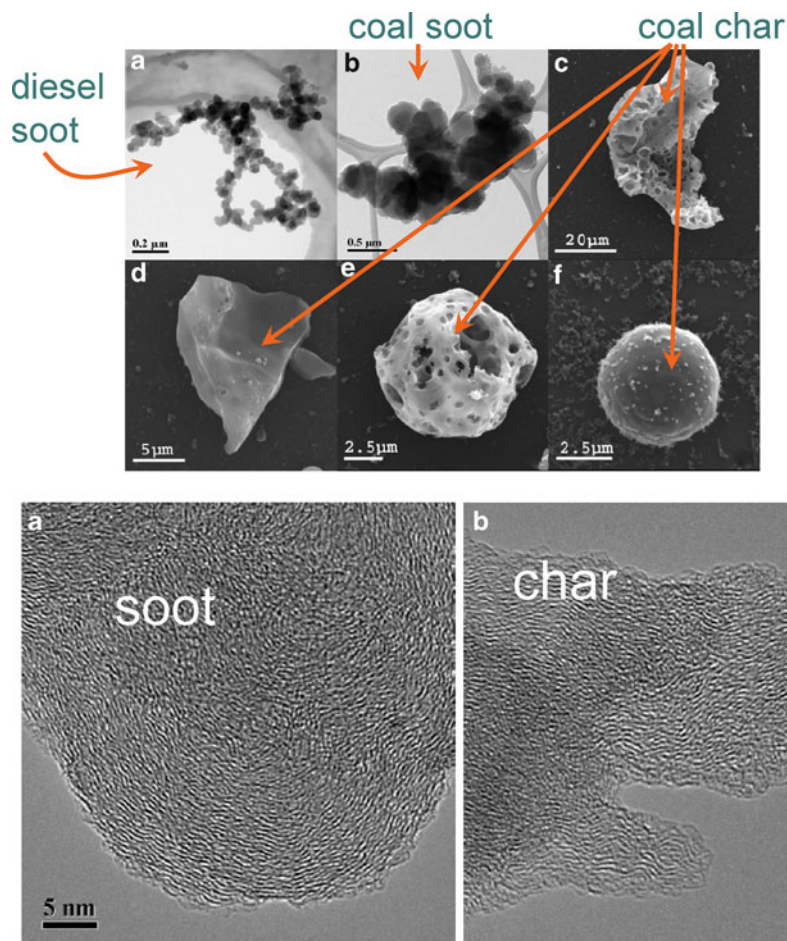 coal soot
coal char
diesel
soot
a
b
c
0.2 µm
0.5 µm
20µm
d
e
f
5µm
2.5µm
2.5µm
a
soot
b
char
5 nm